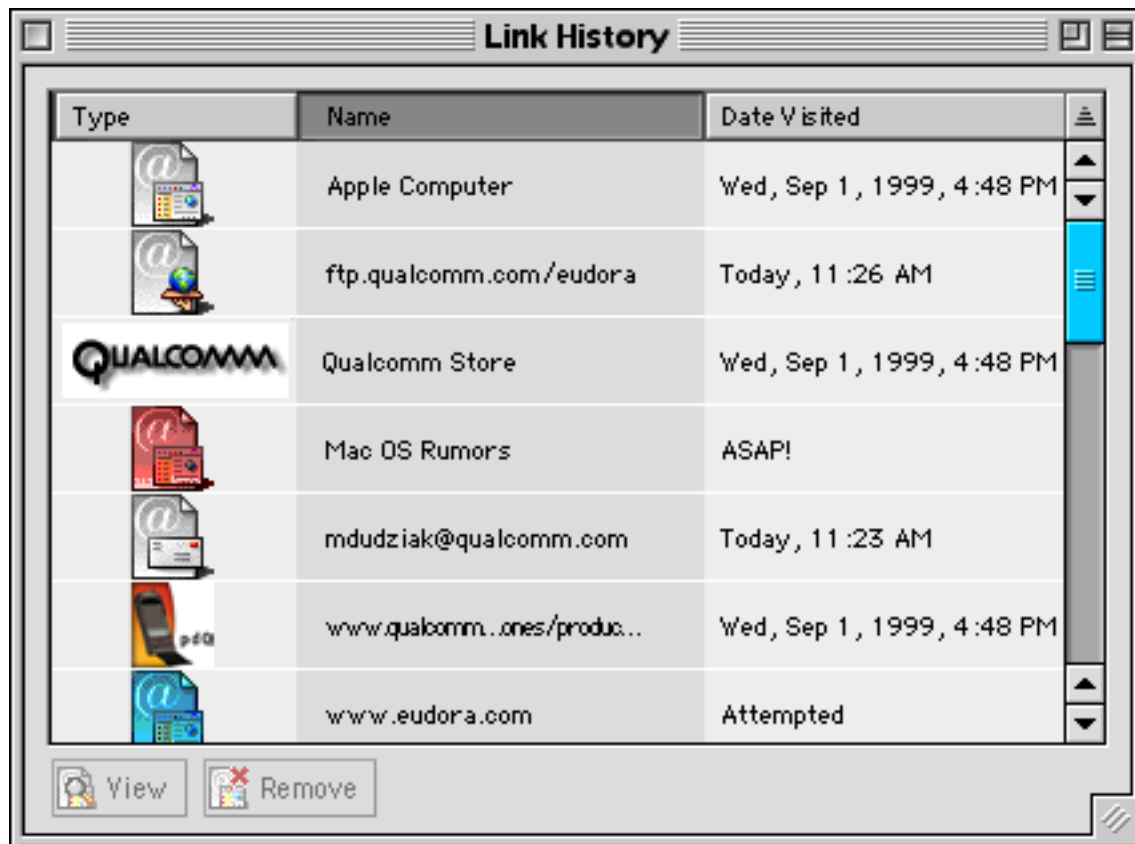 Link History
Type Name Date Visited
Apple Computer Wed, Sep 1, 1999, 4:48 PM
ftp.qualcomm.com/eudora Today, 11:26 AM
QUALCOMM Qualcomm Store Wed, Sep 1, 1999, 4:48 PM
Mac OS Rumors ASAP!
mdudziak@qualcomm.com Today, 11:23 AM
pdQ www.qualcomm...ones/produc... Wed, Sep 1, 1999, 4:48 PM
www.eudora.com Attempted
View Remove